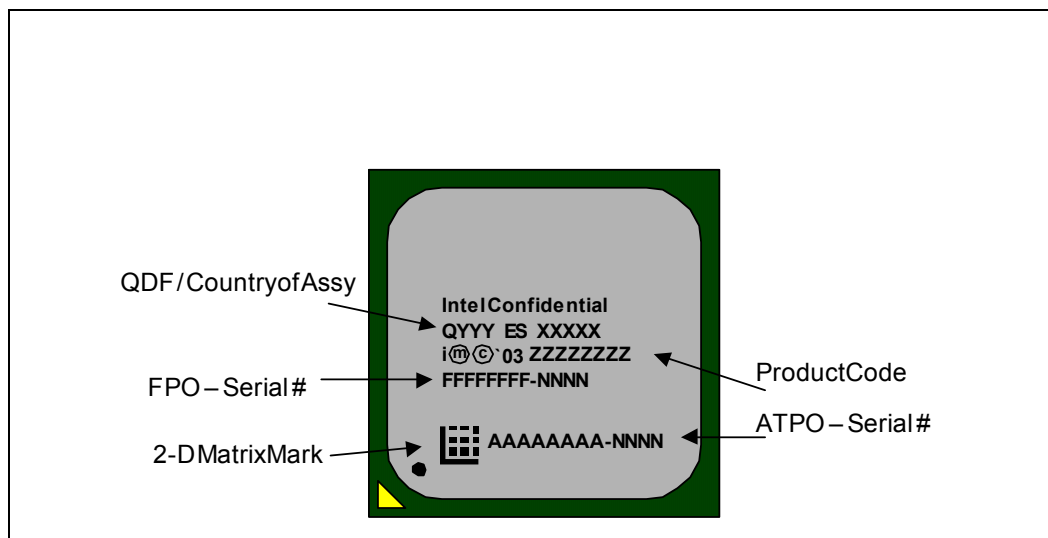 QDF/CountryofAssy
IntelConfidential
QYYY ES XXXXX
iⓜⓒ`03 ZZZZZZZZ
ProductCode
FPO–Serial#
FFFFFFFF-NNNN
ATPO–Serial#
2-DMatrixMark
AAAAAAAA-NNNN